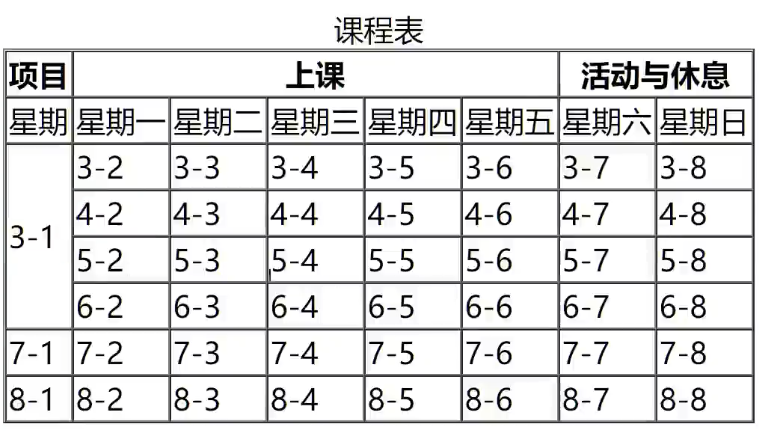 课程表
项目 上课 活动与休息
星期 星期一 星期二 星期三 星期四 星期五 星期六 星期日
3-1 3-2 3-3 3-4 3-5 3-6 3-7 3-8
4-2 4-3 4-4 4-5 4-6 4-7 4-8
5-2 5-3 5-4 5-5 5-6 5-7 5-8
6-2 6-3 6-4 6-5 6-6 6-7 6-8
7-1 7-2 7-3 7-4 7-5 7-6 7-7 7-8
8-1 8-2 8-3 8-4 8-5 8-6 8-7 8-8